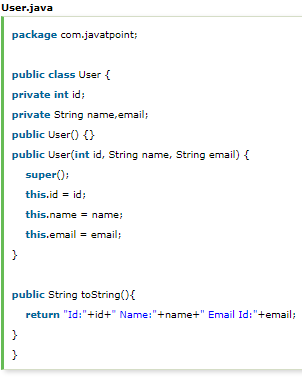 User.java
package com.javatpoint;
public class User {
private int id;
private String name,email;
public User() {}
public User(int id, String name, String email) {
super();
this.id = id;
this.name = name;
this.email = email;
}
public String toString(){
return "Id:"+id+" Name:"+name+" Email Id:"+email;
}
}